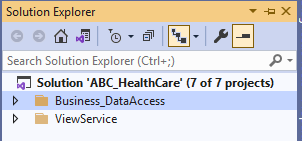 Solution Explorer
Search Solution Explorer (Ctrl+;)
Solution 'ABC_HealthCare' (7 of 7 projects)
Business_DataAccess
ViewService